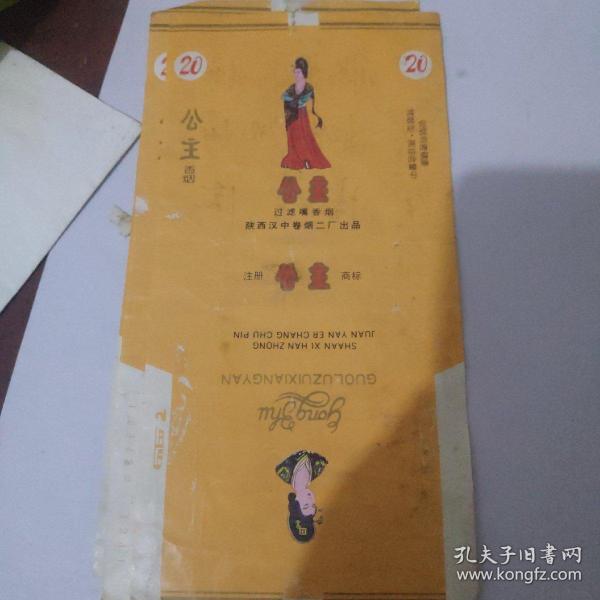 20
20
公主
香烟
公主
过滤嘴香烟
陕西汉中卷烟二厂出品
注册 公主 商标
SHAAN XI HAN ZHONG
JUAN YAN ER CHANG CHU PIN
GUOLUZUIXIANGYAN
Gong Zhu
孔夫子旧书网
www.kongfz.com